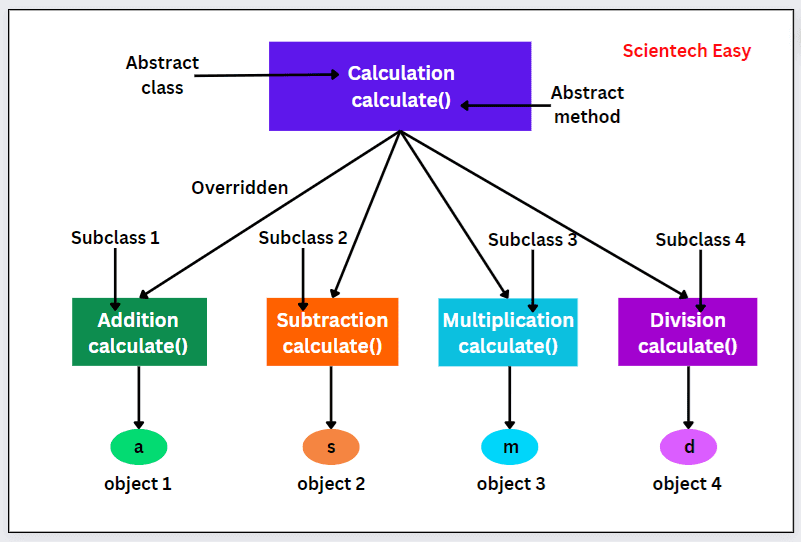 Scientech Easy
Abstract
class
Calculation
calculate()
Abstract
method
Overridden
Subclass 1
Subclass 2
Subclass 3
Subclass 4
Addition
calculate()
Subtraction
calculate()
Multiplication
calculate()
Division
calculate()
a
s
m
d
object 1
object 2
object 3
object 4